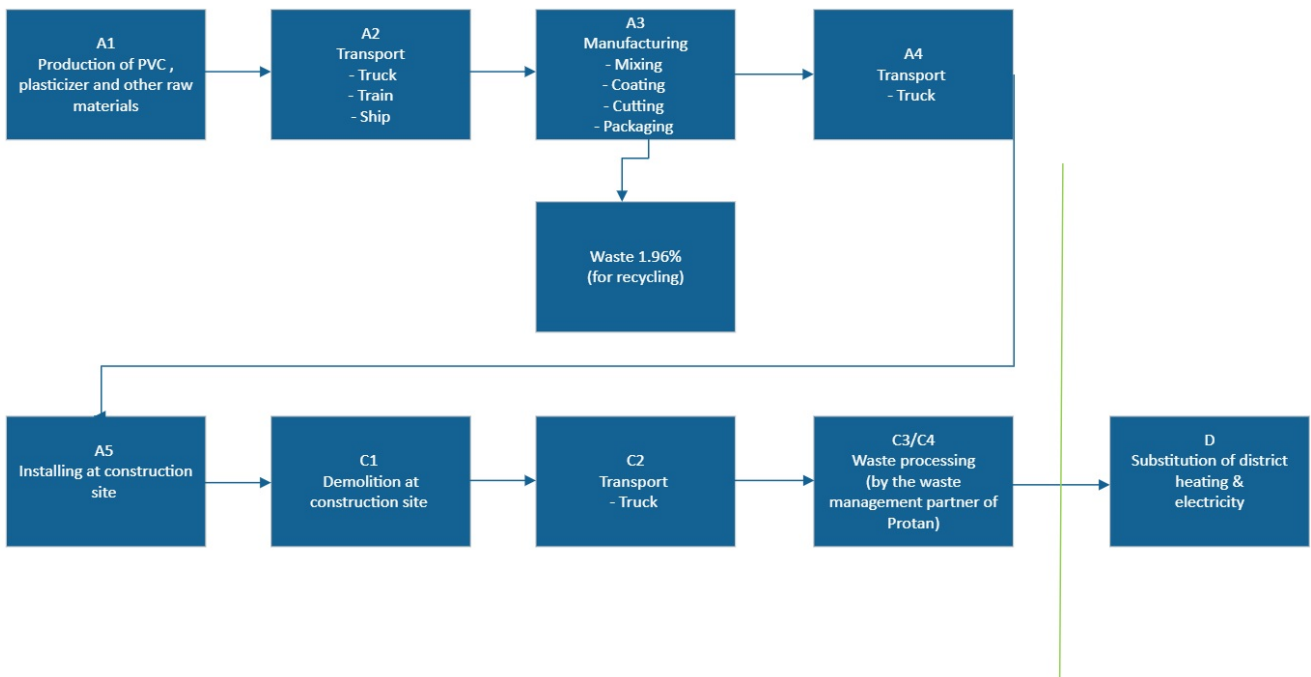 A1
Production of PVC ,
plasticizer and other raw
materials
A2
Transport
- Truck
- Train
- Ship
A3
Manufacturing
- Mixing
- Coating
- Cutting
- Packaging
A4
Transport
- Truck
Waste 1.96%
(for recycling)
A5
Installing at construction
site
C1
Demolition at
construction site
C2
Transport
- Truck
C3/C4
Waste processing
(by the waste
management partner of
Protan)
D
Substitution of district
heating &
electricity